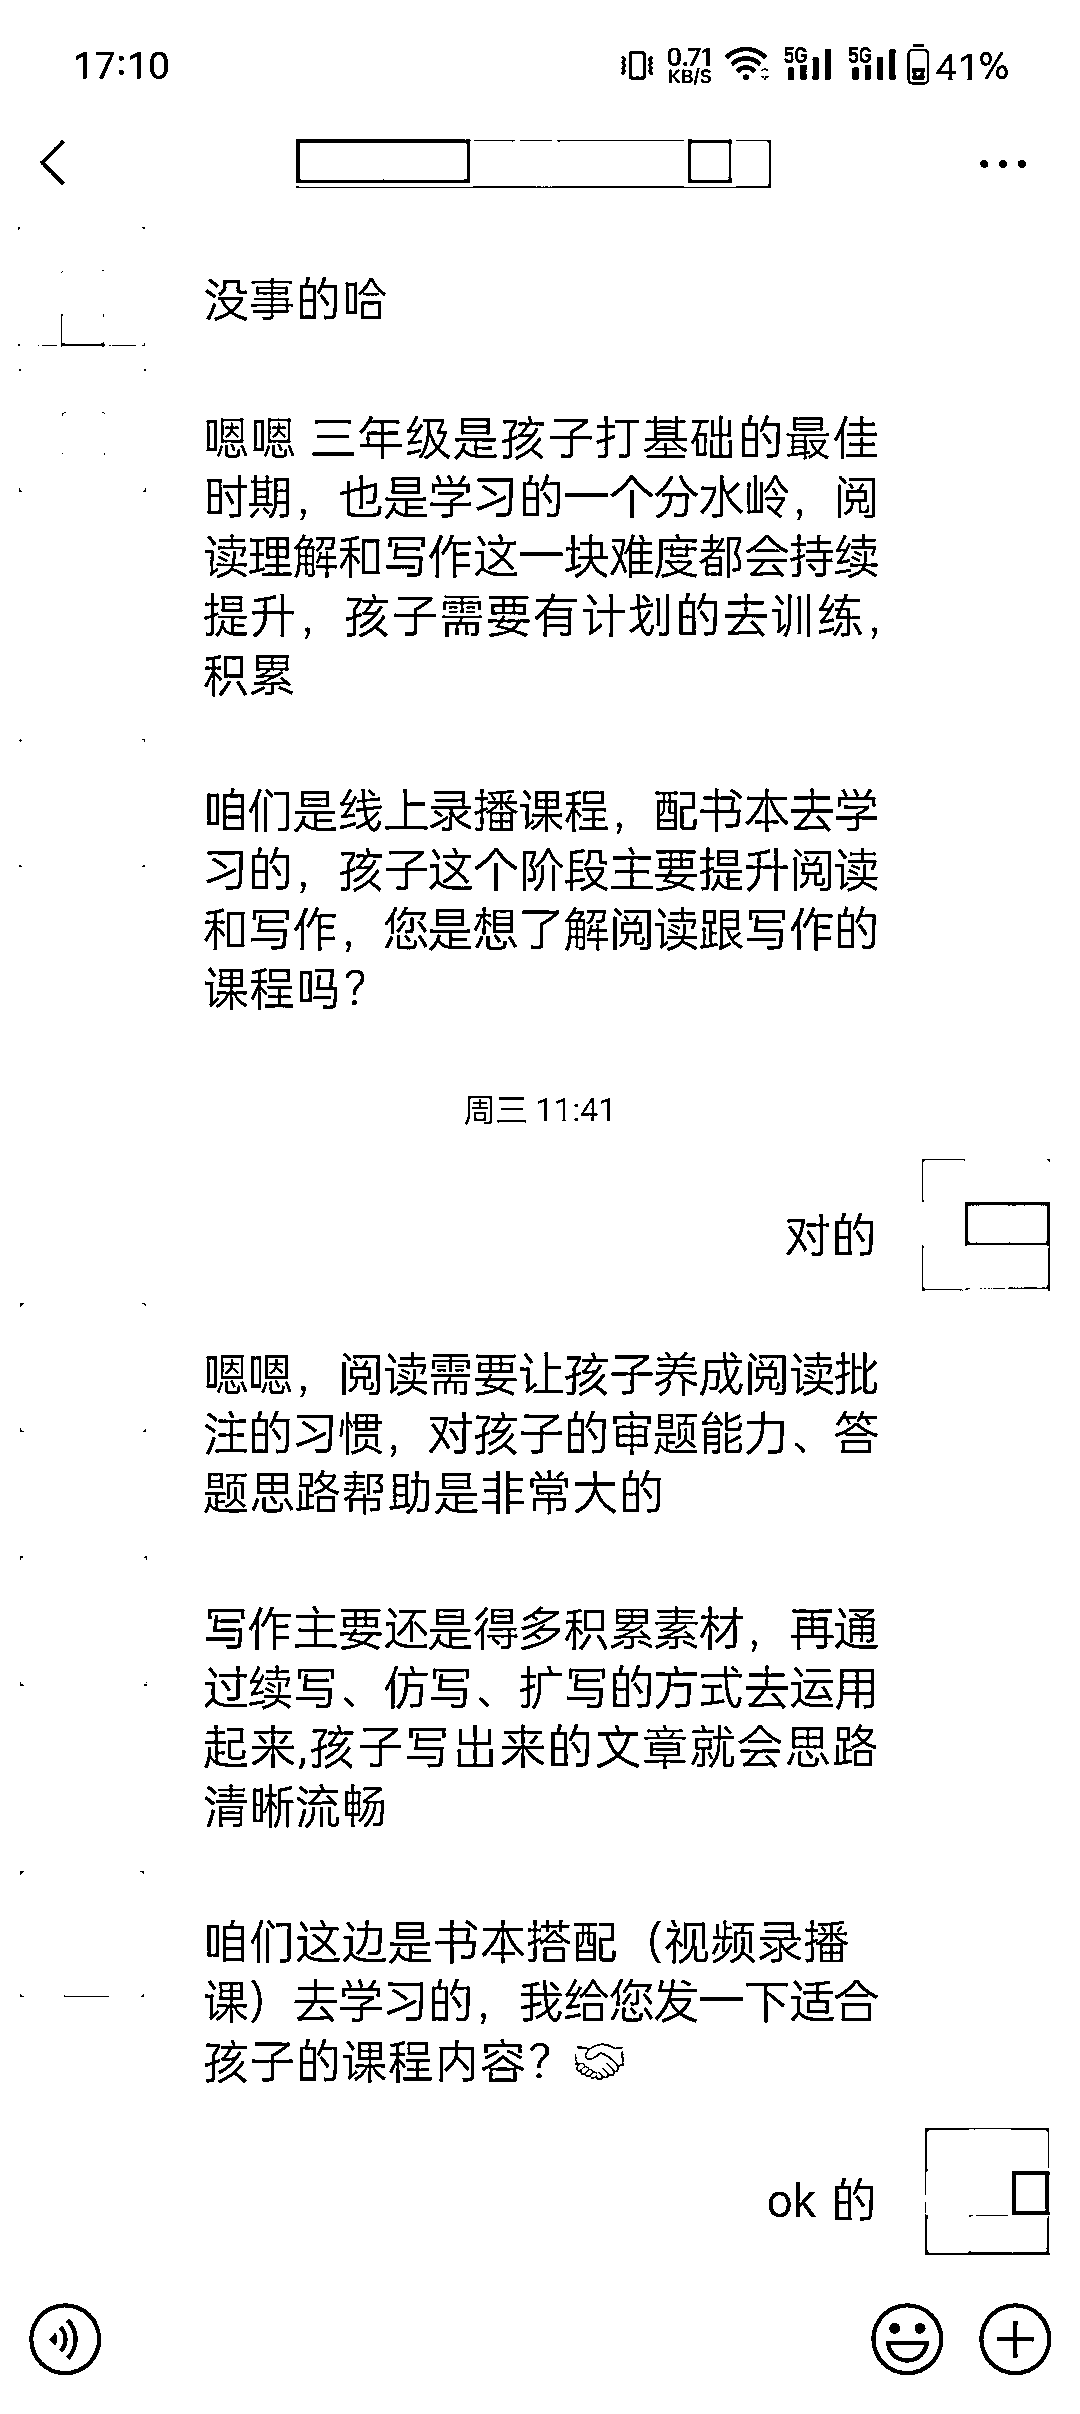 17:10
0.71 KB/S 5G 5G 41%
没事的哈
嗯嗯 三年级是孩子打基础的最佳
时期，也是学习的一个分水岭，阅
读理解和写作这一块难度都会持续
提升，孩子需要有计划的去训练，
积累
咱们是线上录播课程，配书本去学
习的，孩子这个阶段主要提升阅读
和写作，您是想了解阅读跟写作的
课程吗？
周三 11:41
对的
嗯嗯，阅读需要让孩子养成阅读批
注的习惯，对孩子的审题能力、答
题思路帮助是非常大的
写作主要还是得多积累素材，再通
过续写、仿写、扩写的方式去运用
起来,孩子写出来的文章就会思路
清晰流畅
咱们这边是书本搭配（视频录播
课）去学习的，我给您发一下适合
孩子的课程内容？🤝
ok 的